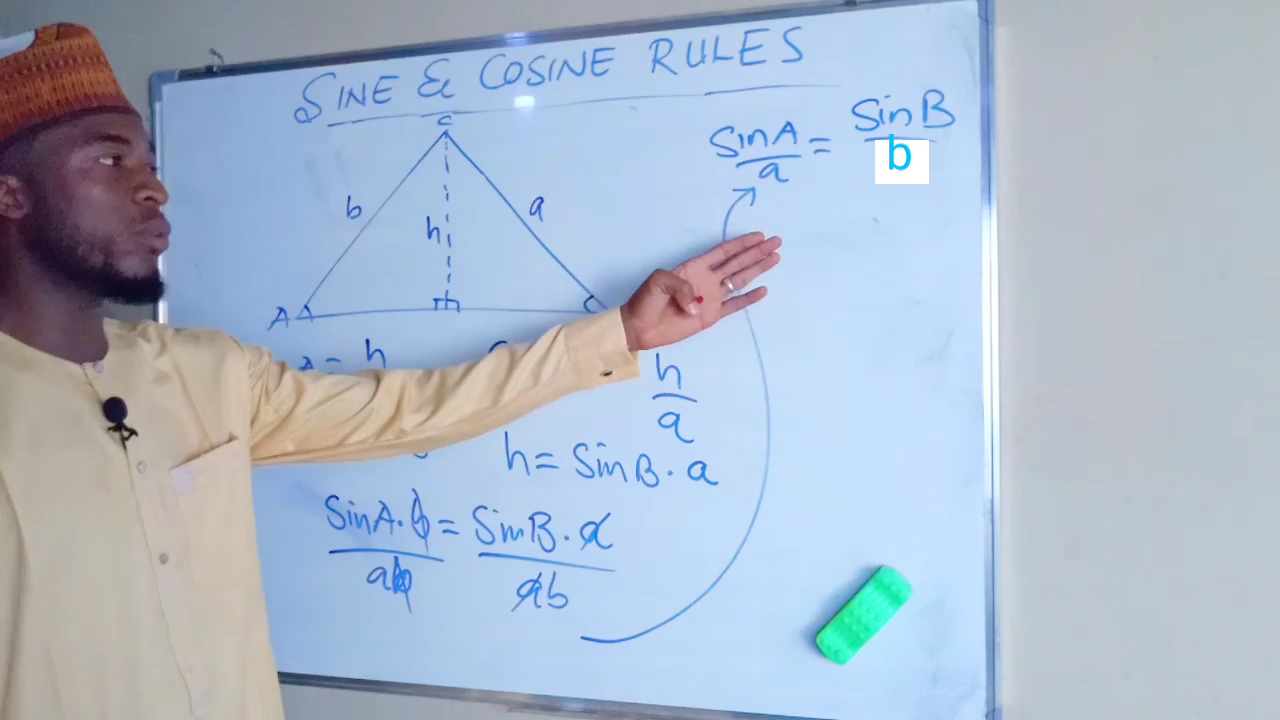 SINE & COSINE RULES
SinA/a = SinB/b
C
b
h
a
A
= h
h/a
h = SinB · a
SinA·b/ab = SinB·a/ab